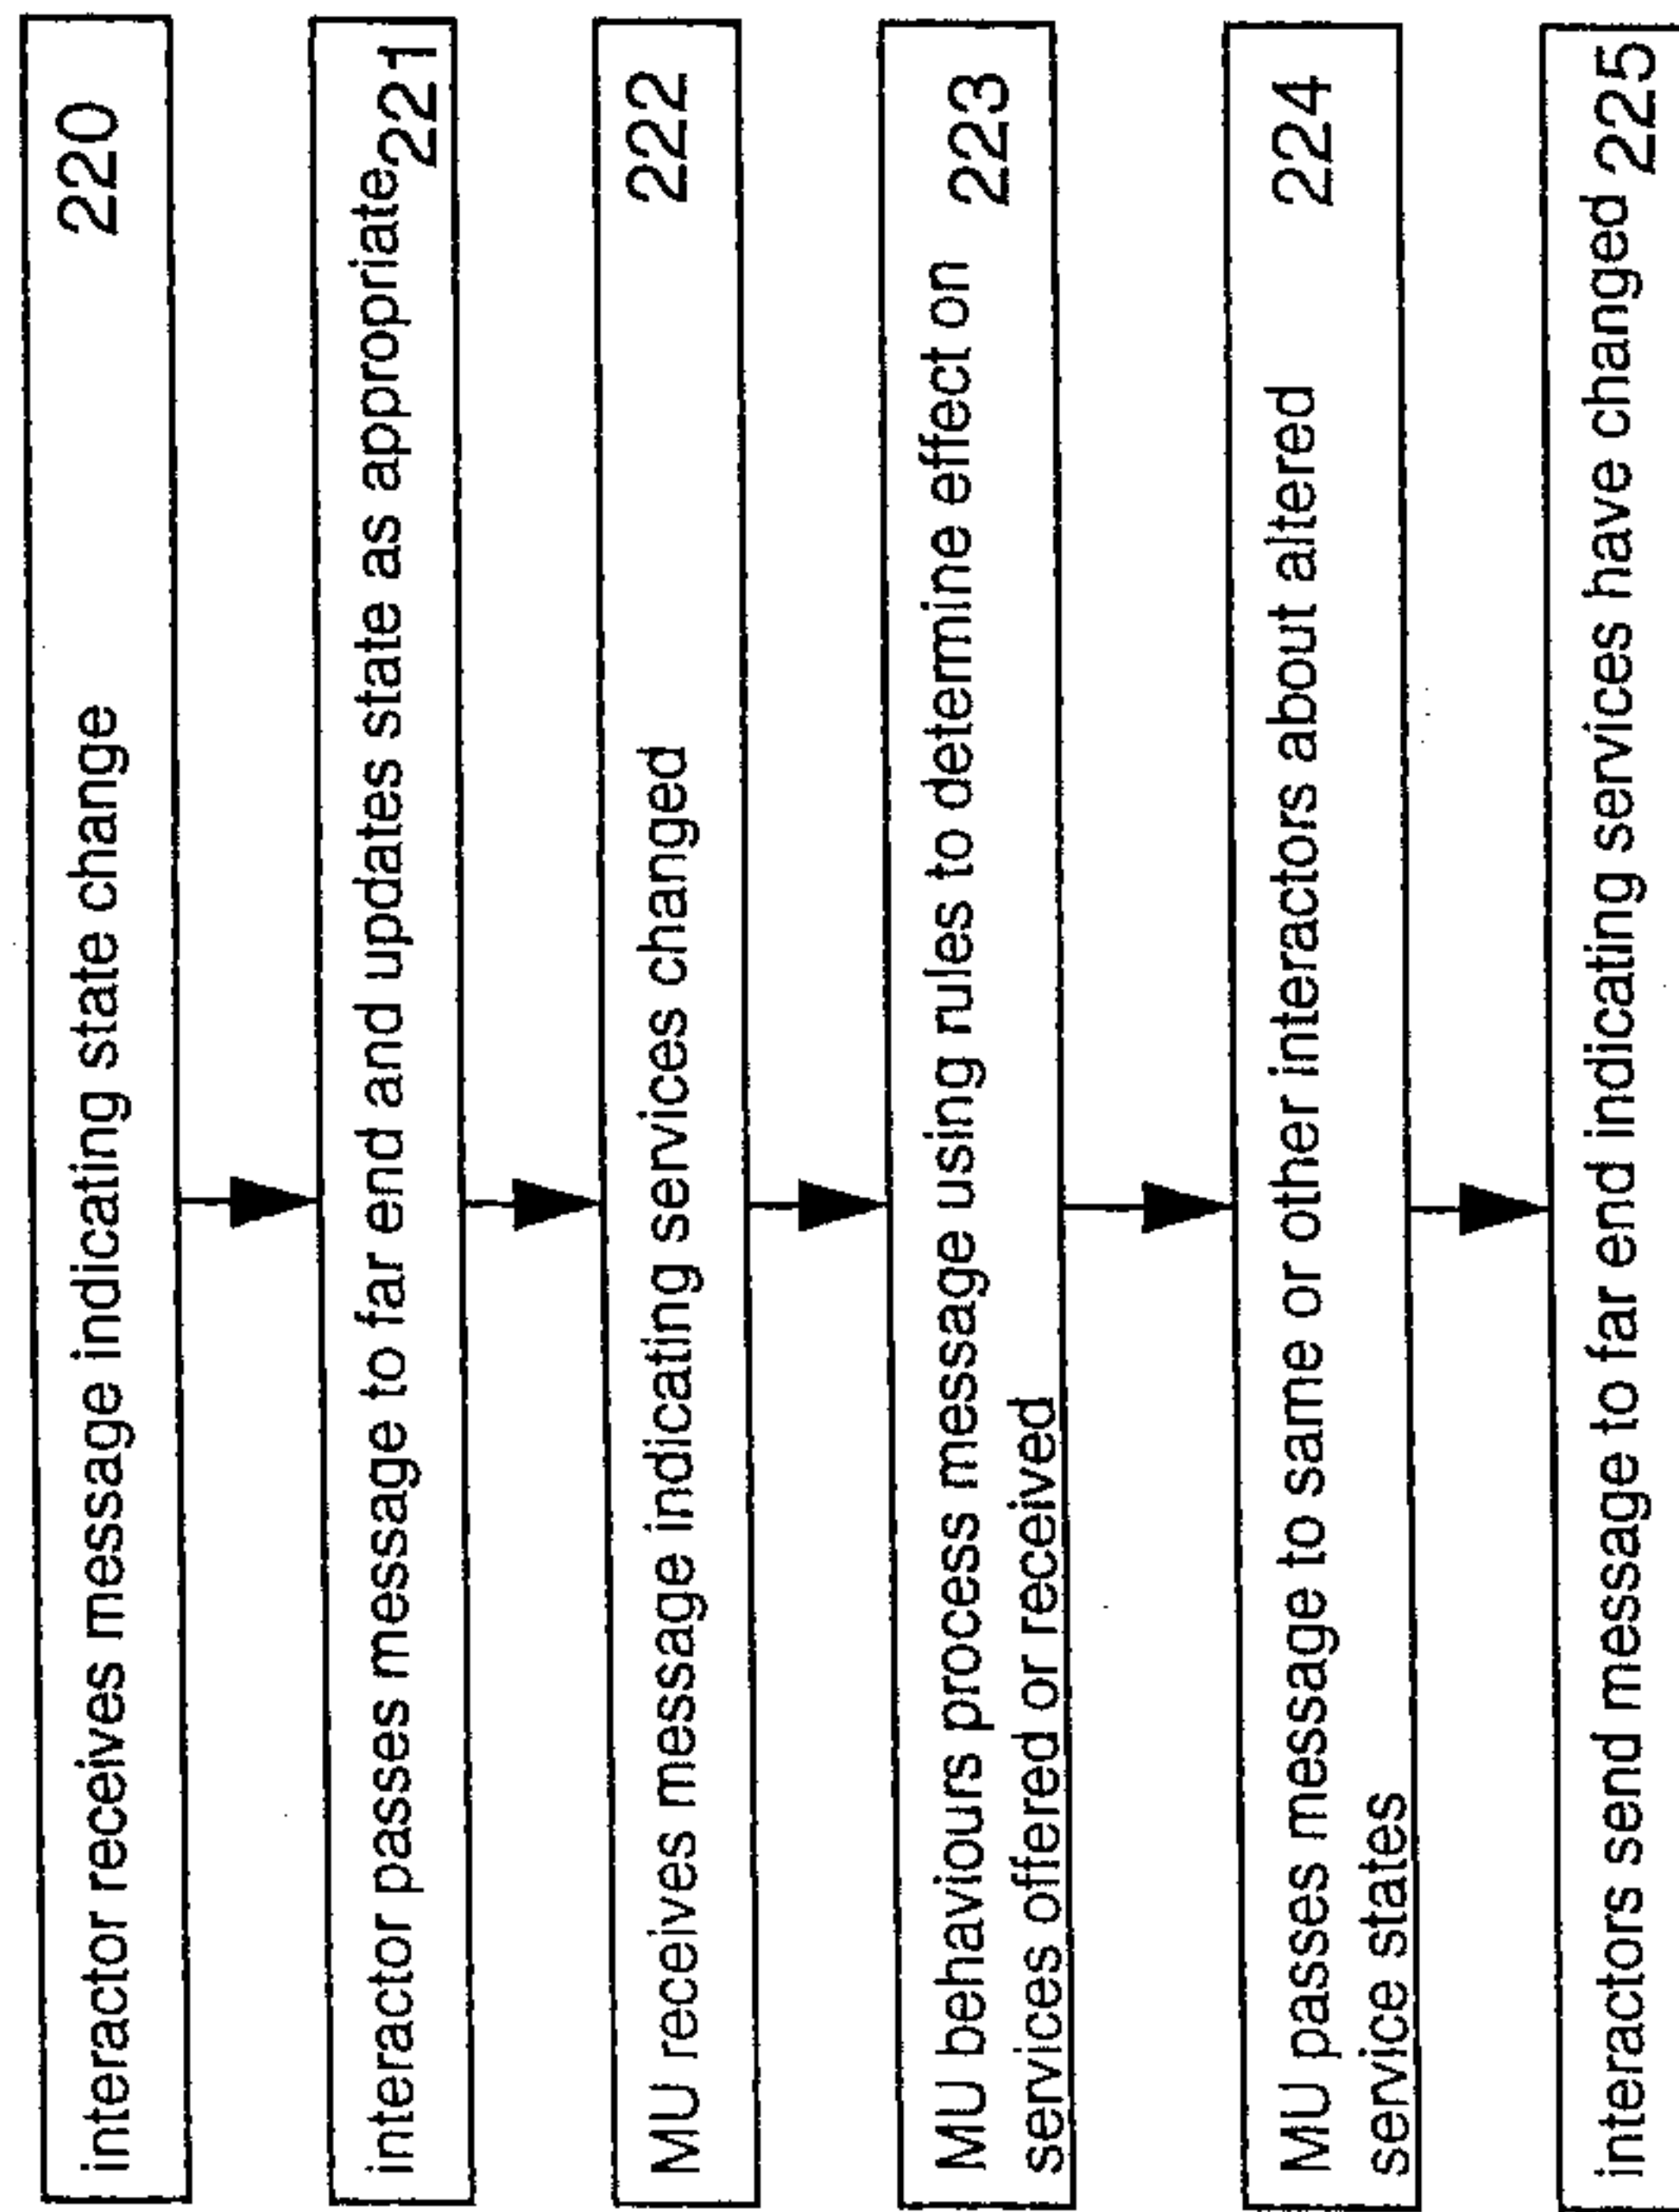 interactor receives message indicating state change 220
interactor passes message to far end and updates state as appropriate 221
MU receives message indicating services changed 222
MU behaviours process message using rules to determine effect on 223
services offered or received
MU passes message to same or other interactors about altered 224
service states
interactors send message to far end indicating services have changed 225